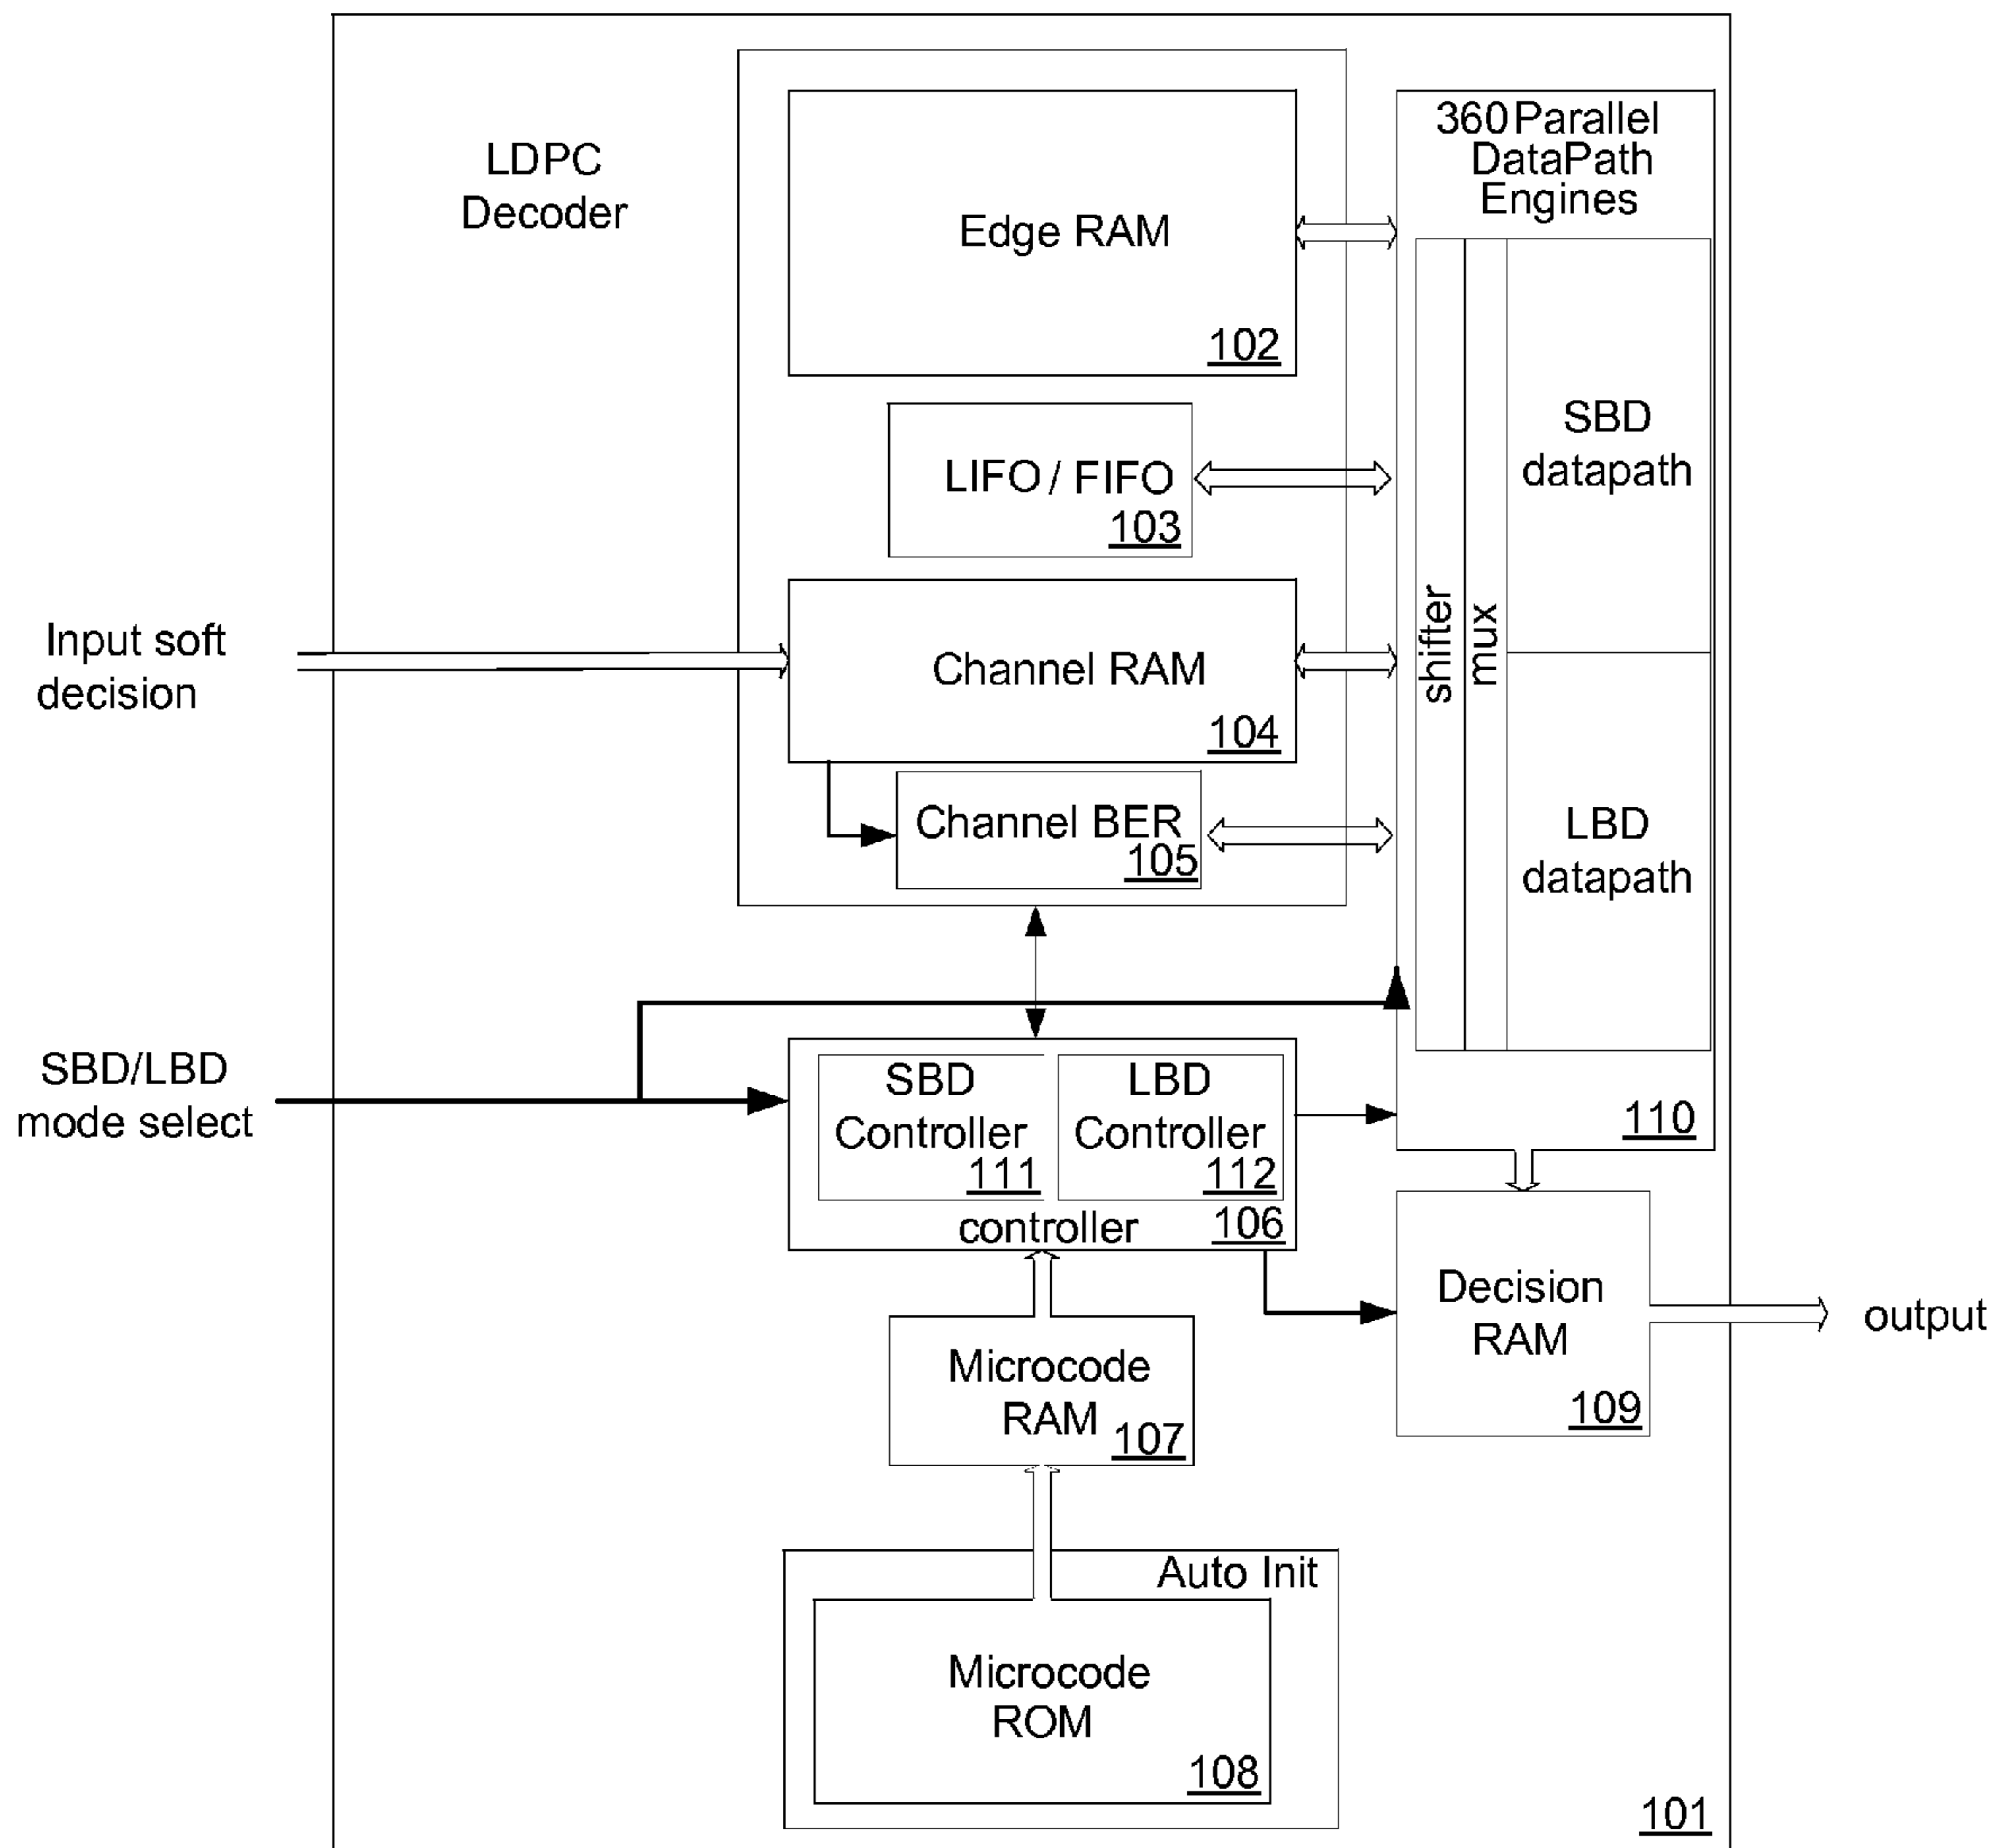 LDPC
Decoder
Edge RAM
102
LIFO / FIFO
103
Input soft
decision
Channel RAM
104
Channel BER
105
360 Parallel
DataPath
Engines
shifter
mux
SBD
datapath
LBD
datapath
110
SBD/LBD
mode select
SBD
Controller
111
LBD
Controller
112
controller
106
Microcode
RAM
107
Decision
RAM
109
output
Auto Init
Microcode
ROM
108
101